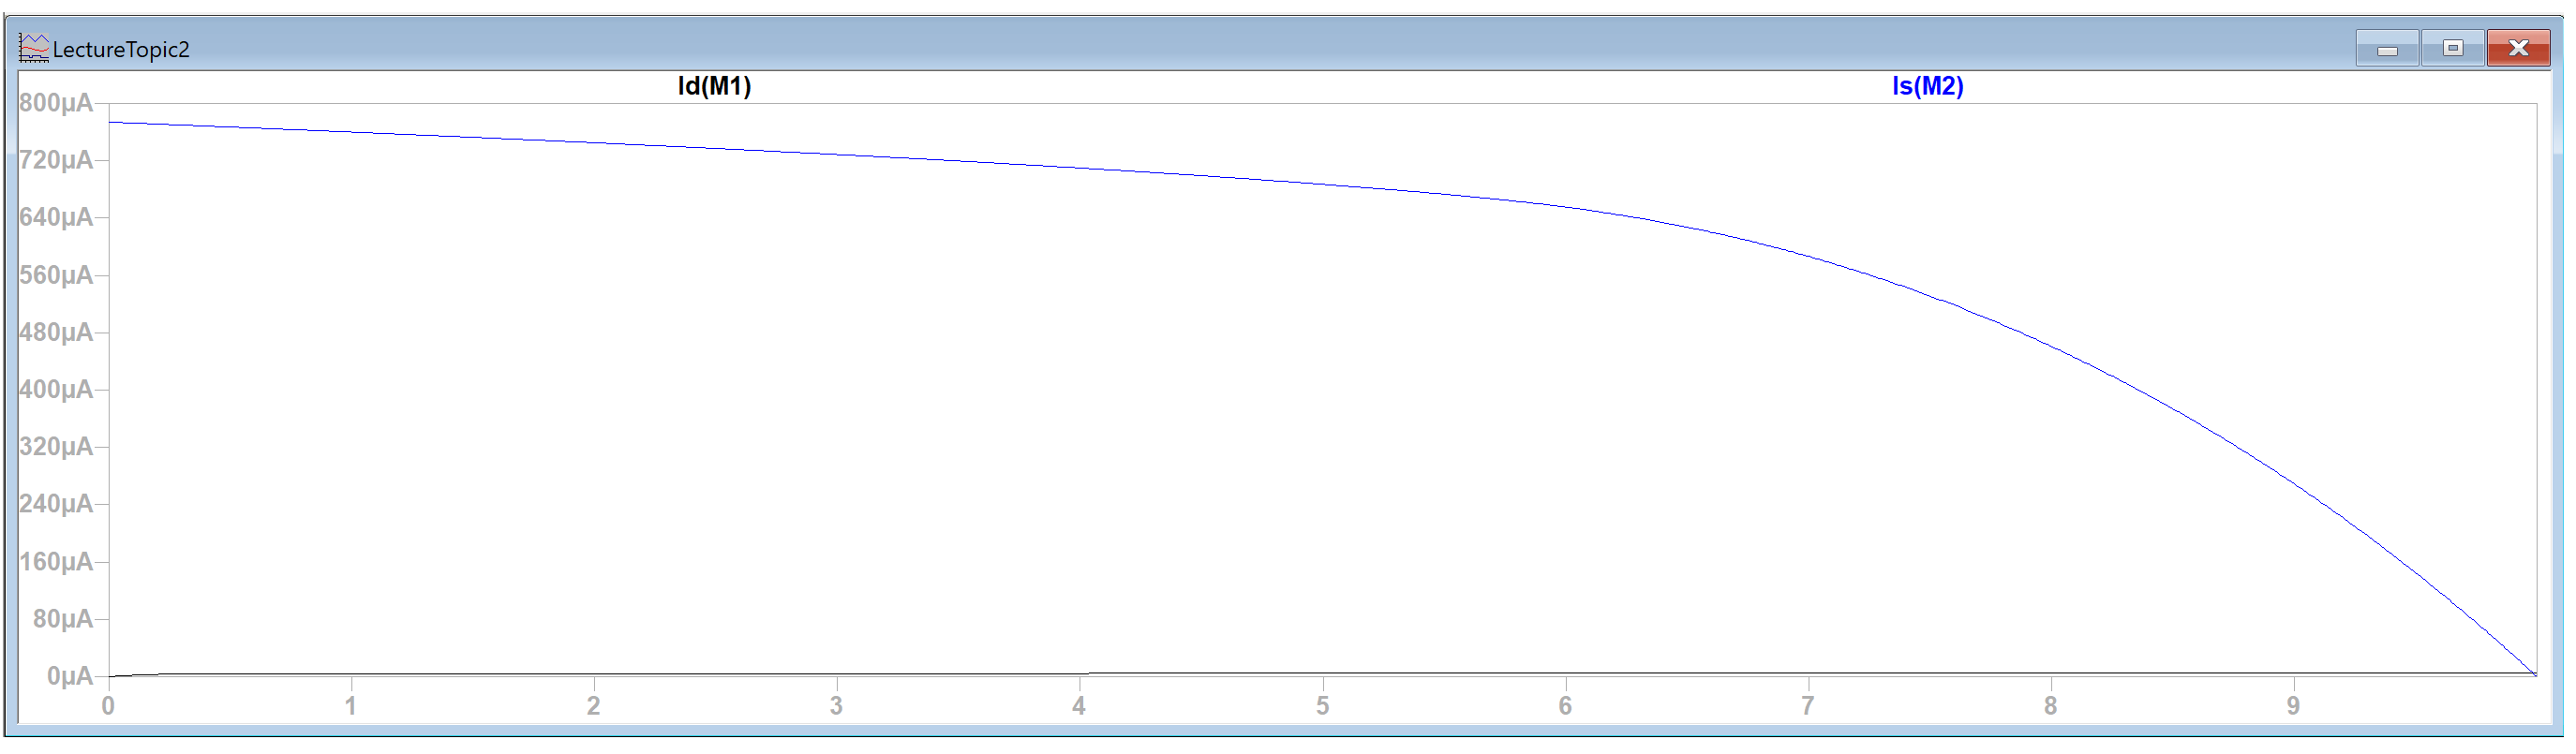 LectureTopic2
Id(M1) Is(M2)
800µA
720µA
640µA
560µA
480µA
400µA
320µA
240µA
160µA
80µA
0µA
0 1 2 3 4 5 6 7 8 9